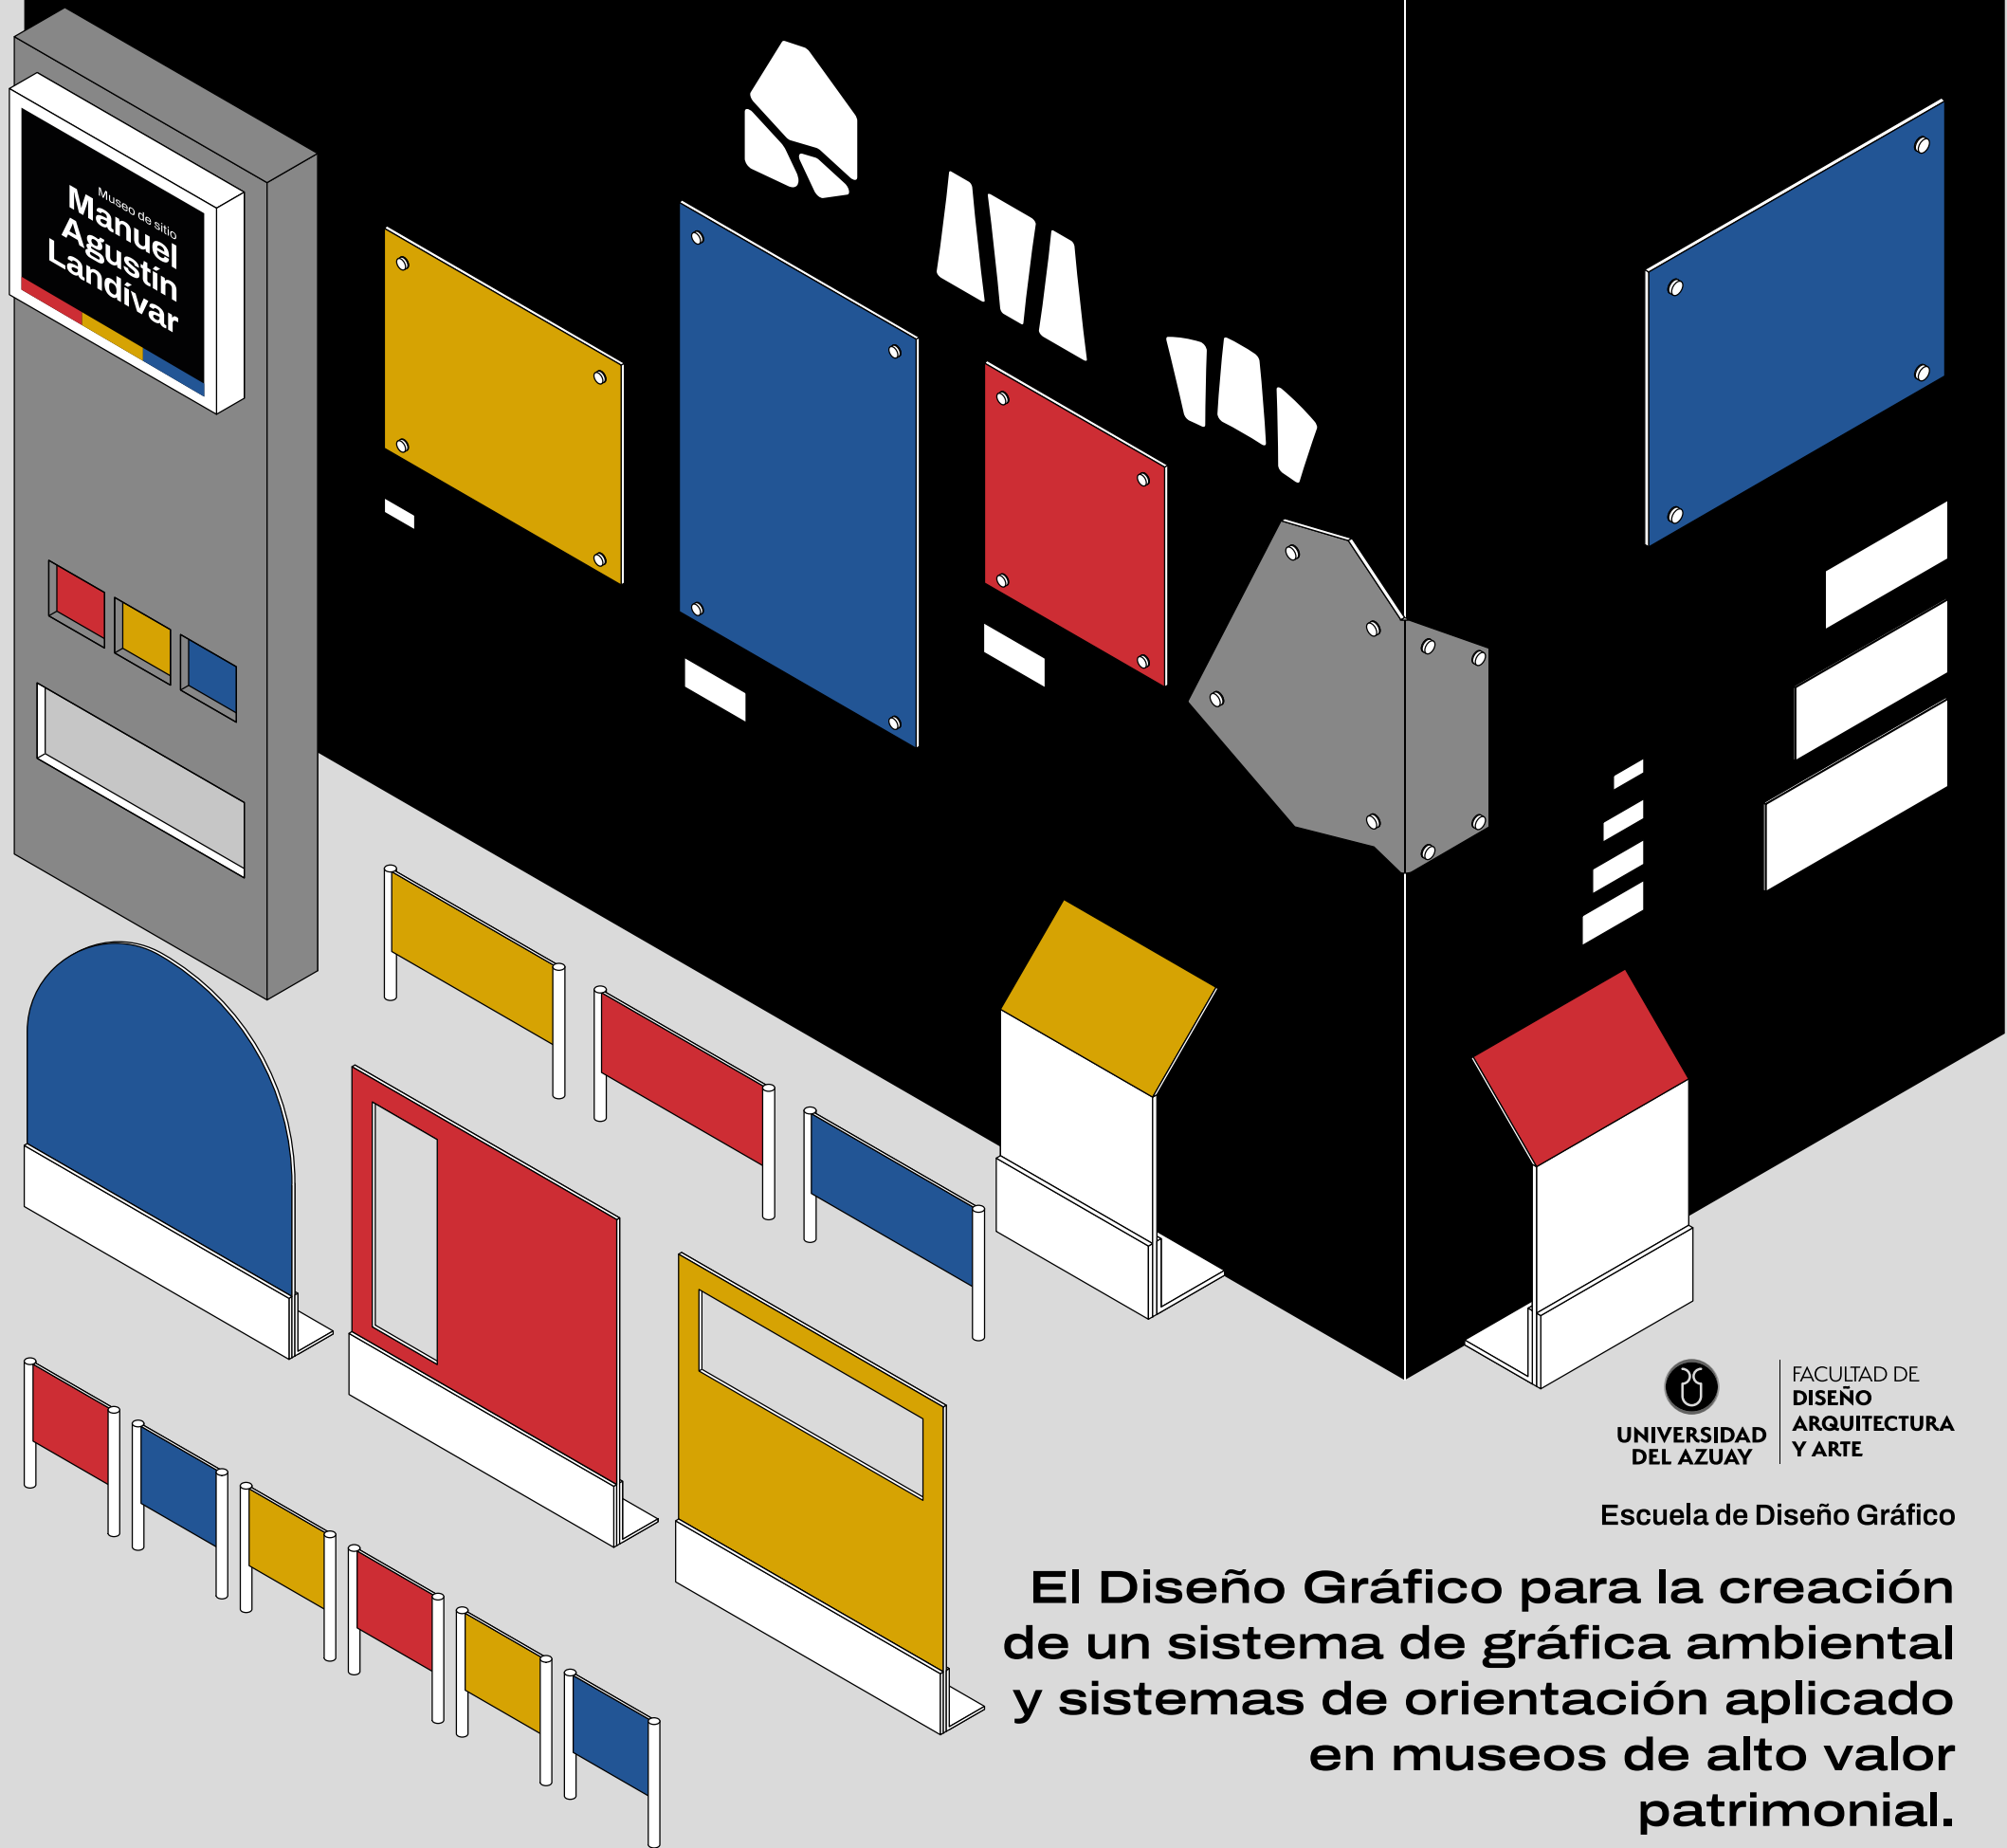 Museo de sitio
Manuel
Agustín
Landívar
UNIVERSIDAD
DEL AZUAY
FACULTAD DE
DISEÑO
ARQUITECTURA
Y ARTE
Escuela de Diseño Gráfico
El Diseño Gráfico para la creación
de un sistema de gráfica ambiental
y sistemas de orientación aplicado
en museos de alto valor
patrimonial.